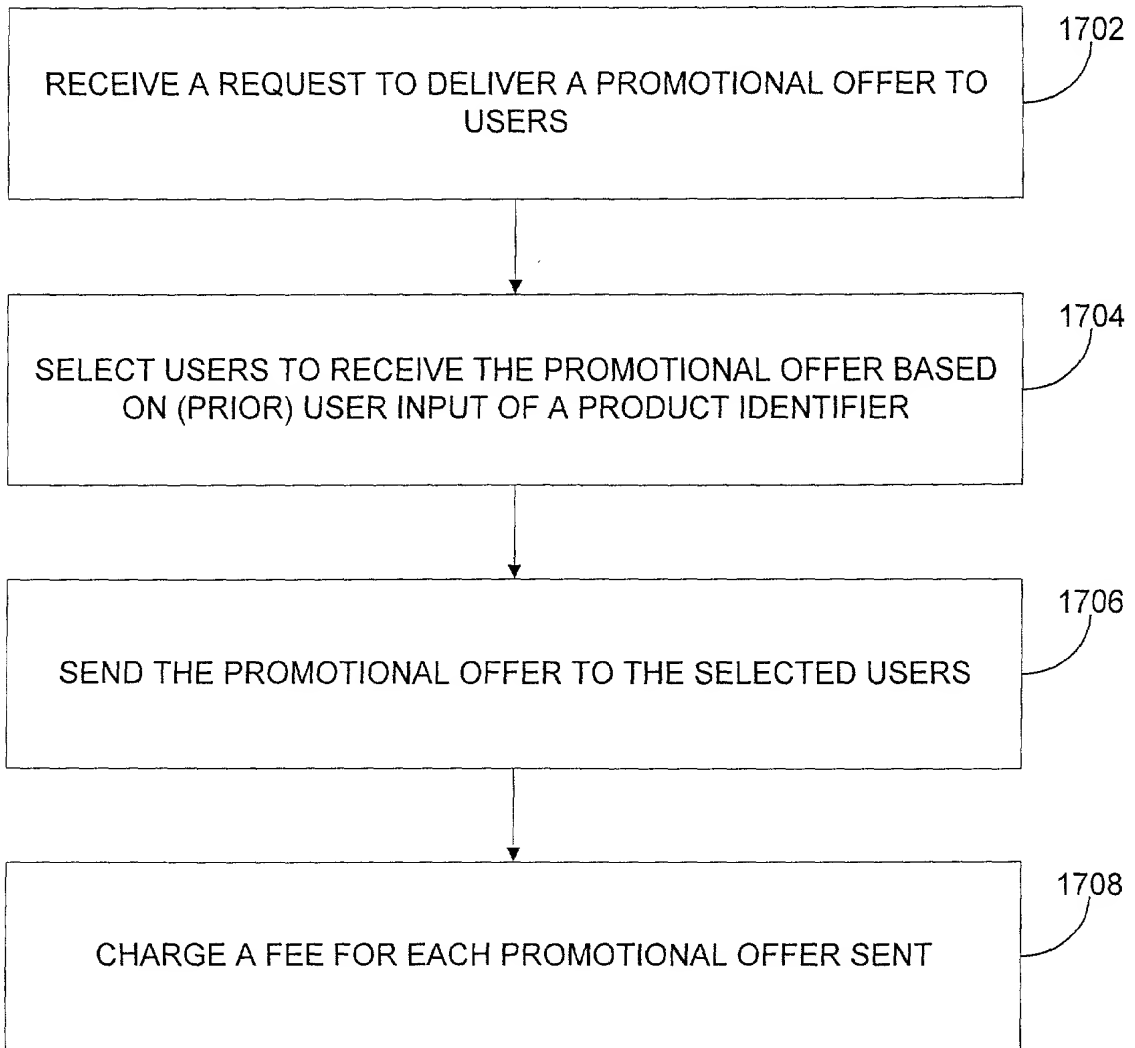 1702
RECEIVE A REQUEST TO DELIVER A PROMOTIONAL OFFER TO
USERS
1704
SELECT USERS TO RECEIVE THE PROMOTIONAL OFFER BASED
ON (PRIOR) USER INPUT OF A PRODUCT IDENTIFIER
1706
SEND THE PROMOTIONAL OFFER TO THE SELECTED USERS
1708
CHARGE A FEE FOR EACH PROMOTIONAL OFFER SENT